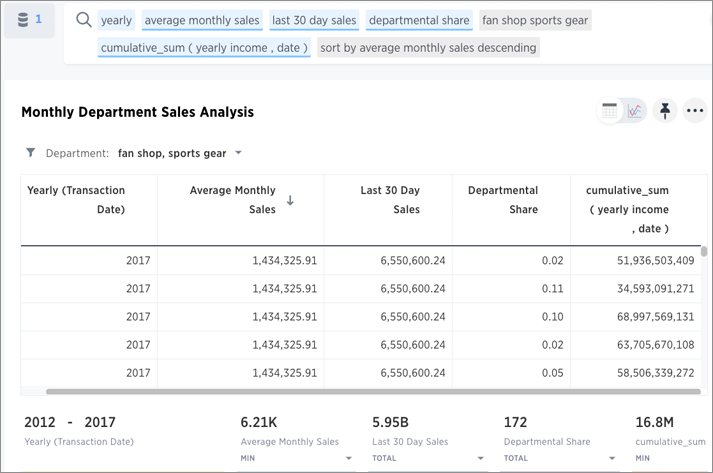 1
yearly average monthly sales last 30 day sales departmental share fan shop sports gear
cumulative_sum ( yearly income , date ) sort by average monthly sales descending
Monthly Department Sales Analysis
Department: fan shop, sports gear
Yearly (Transaction Average Monthly Last 30 Day Departmental cumulative_sum
Date) Sales Sales Share ( yearly income
, date )
2017 1,434,325.91 6,550,600.24 0.02 51,936,503,409
2017 1,434,325.91 6,550,600.24 0.11 34,593,091,271
2017 1,434,325.91 6,550,600.24 0.10 68,997,569,131
2017 1,434,325.91 6,550,600.24 0.02 63,705,670,108
2017 1,434,325.91 6,550,600.24 0.05 58,506,339,272
2012 - 2017 6.21K 5.95B 172 16.8M
Yearly (Transaction Date) Average Monthly Sales Last 30 Day Sales Departmental Share cumulative_sum
MIN TOTAL TOTAL MIN